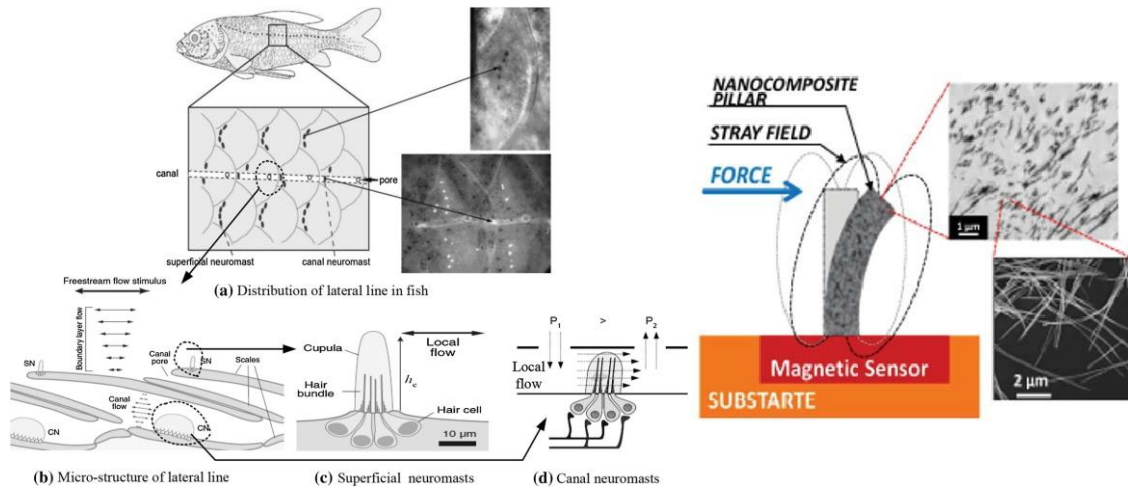 canal
pore
superficial neuromast
canal neuromast
(a) Distribution of lateral line in fish
Freestream flow stimulus
Boundary layer flow
SN
Canal pore
SN
Scales
Canal flow
CN
CN
(b) Micro-structure of lateral line
Cupula
Local flow
Hair bundle
h_c
Hair cell
10 μm
(c) Superficial neuromasts
P₁
>
P₂
Local flow
(d) Canal neuromasts
NANOCOMPOSITE
PILLAR
STRAY FIELD
FORCE
1 μm
2 μm
Magnetic Sensor
SUBSTARTE